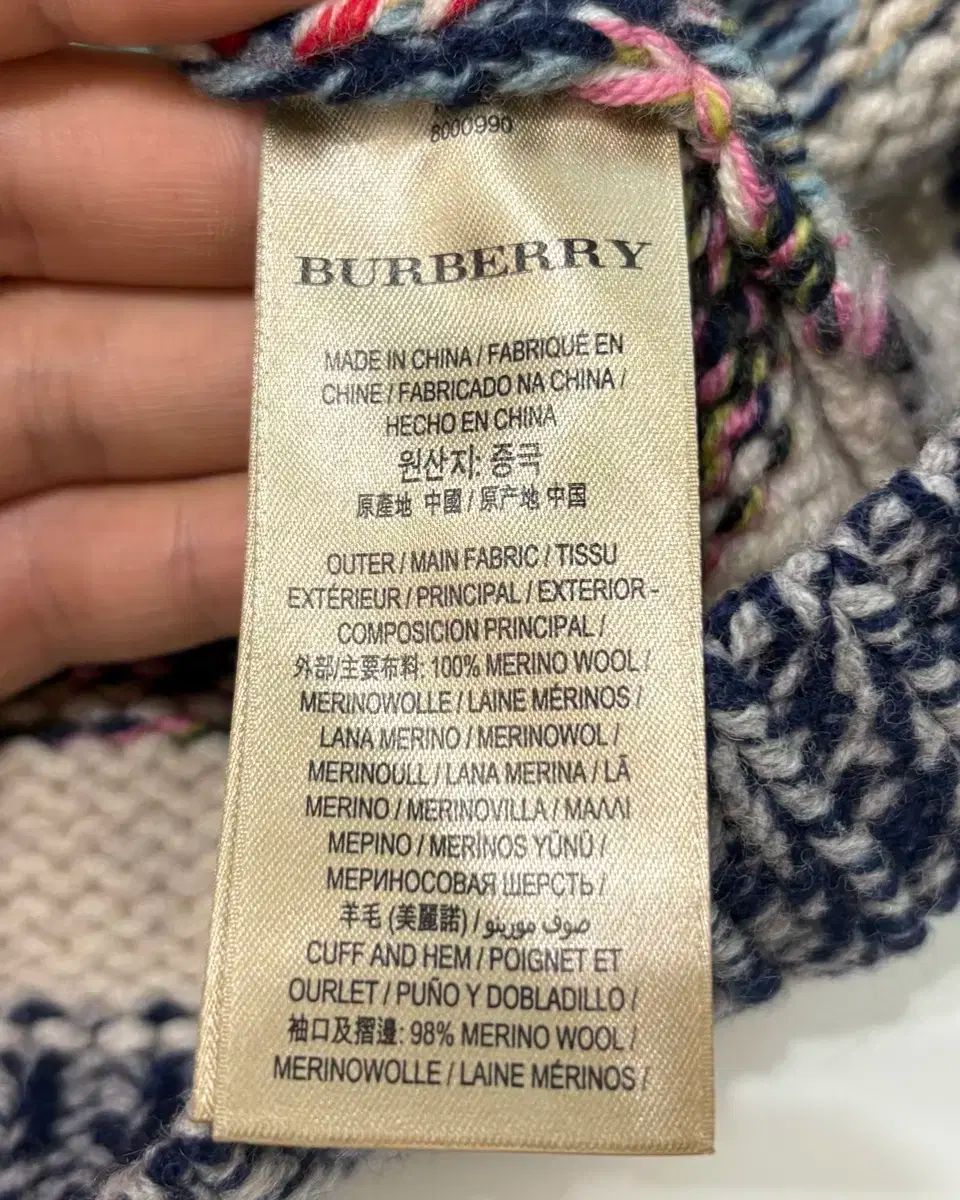 8000990
BURBERRY
MADE IN CHINA / FABRIQUÉ EN
CHINE / FABRICADO NA CHINA /
HECHO EN CHINA
원산지: 중극
原產地 中國 / 原产地 中国
OUTER / MAIN FABRIC / TISSU
EXTÉRIEUR / PRINCIPAL / EXTERIOR -
COMPOSICION PRINCIPAL /
外部/主要布料: 100% MERINO WOOL /
MERINOWOLLE / LAINE MÉRINOS /
LANA MERINO / MERINOWOL /
MERINOULL / LANA MERINA / LÃ
MERINO / MERINOVILLA / ΜΑΛΛΙ
ΜΕΡΙΝΟ / MERINOS YÜNÜ /
МЕРИНОСОВАЯ ШЕРСТЬ /
羊毛 (美麗諾) / صوف مورينو
CUFF AND HEM / POIGNET ET
OURLET / PUÑO Y DOBLADILLO /
袖口及摺邊: 98% MERINO WOOL /
MERINOWOLLE / LAINE MÉRINOS /